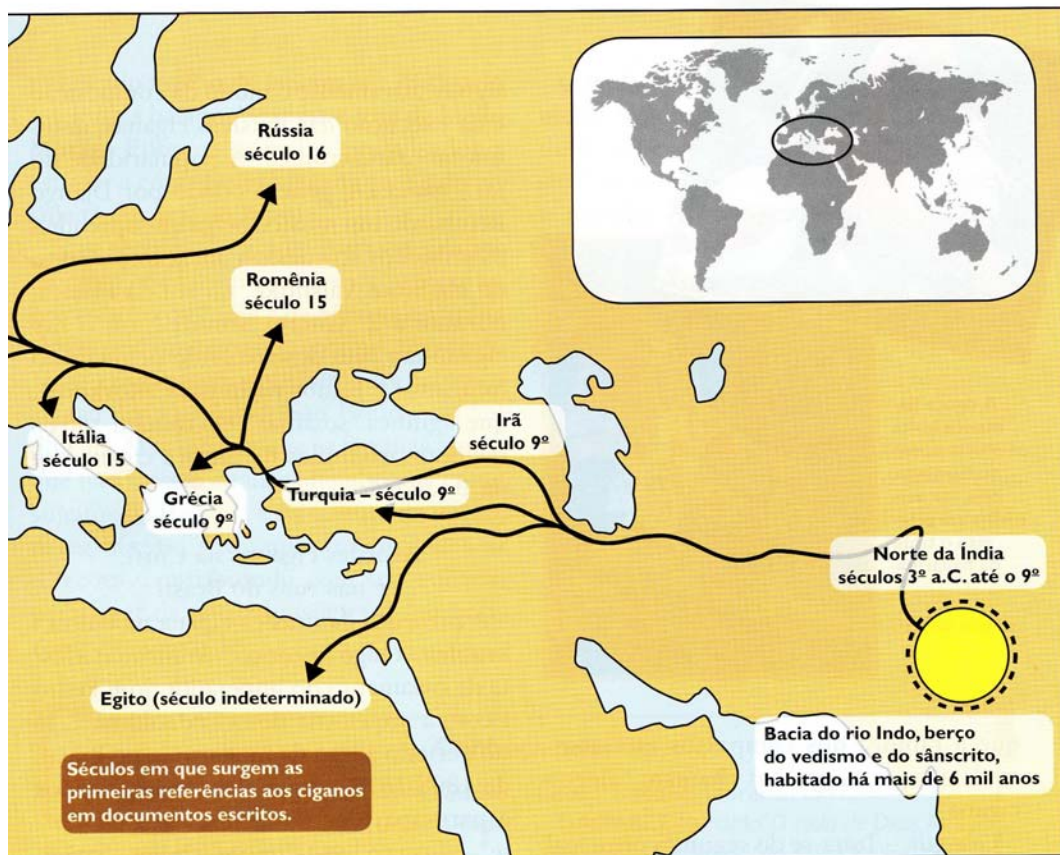 Rússia
século 16
Romênia
século 15
Irã
século 9º
Itália
século 15
Grécia
século 9º
Turquia – século 9º
Norte da Índia
séculos 3º a.C. até o 9º
Egito (século indeterminado)
Bacia do rio Indo, berço
do vedismo e do sânscrito,
habitado há mais de 6 mil anos
Séculos em que surgem as
primeiras referências aos ciganos
em documentos escritos.